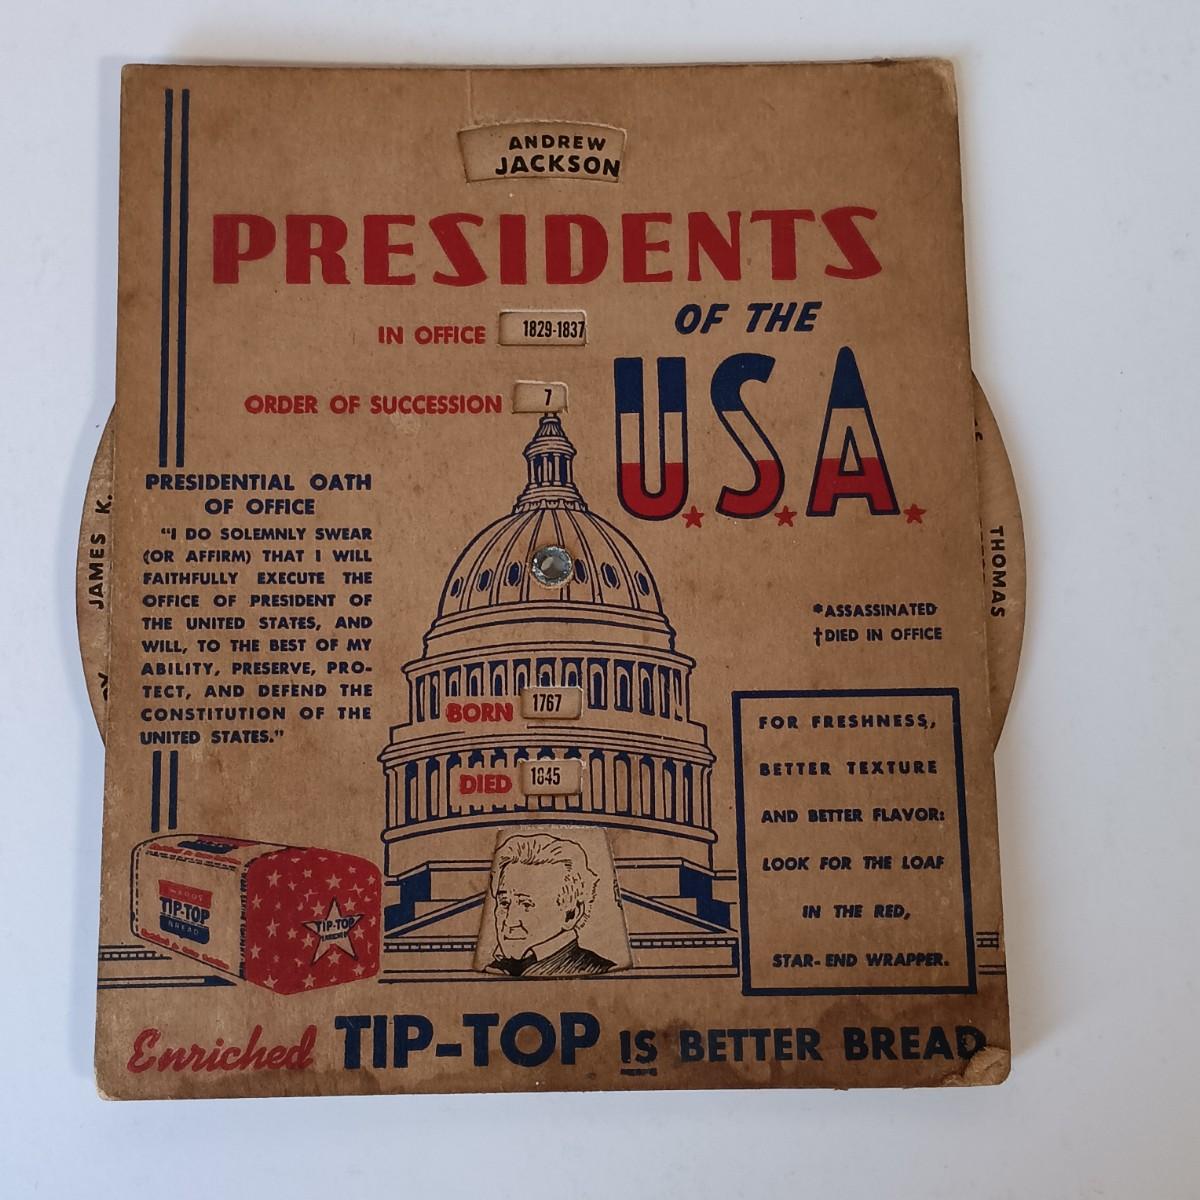 ANDREW
JACKSON
PRESIDENTS
OF THE
U.S.A.
IN OFFICE 1829-1837
ORDER OF SUCCESSION 7
PRESIDENTIAL OATH
OF OFFICE
"I DO SOLEMNLY SWEAR
(OR AFFIRM) THAT I WILL
FAITHFULLY EXECUTE THE
OFFICE OF PRESIDENT OF
THE UNITED STATES, AND
WILL, TO THE BEST OF MY
ABILITY, PRESERVE, PRO-
TECT, AND DEFEND THE
CONSTITUTION OF THE
UNITED STATES."
JAMES K.
THOMAS
*ASSASSINATED
†DIED IN OFFICE
BORN 1767
DIED 1845
FOR FRESHNESS,
BETTER TEXTURE
AND BETTER FLAVOR:
LOOK FOR THE LOAF
IN THE RED,
STAR-END WRAPPER.
TIP-TOP
BREAD
TIP-TOP
ENRICHED
Enriched TIP-TOP IS BETTER BREAD